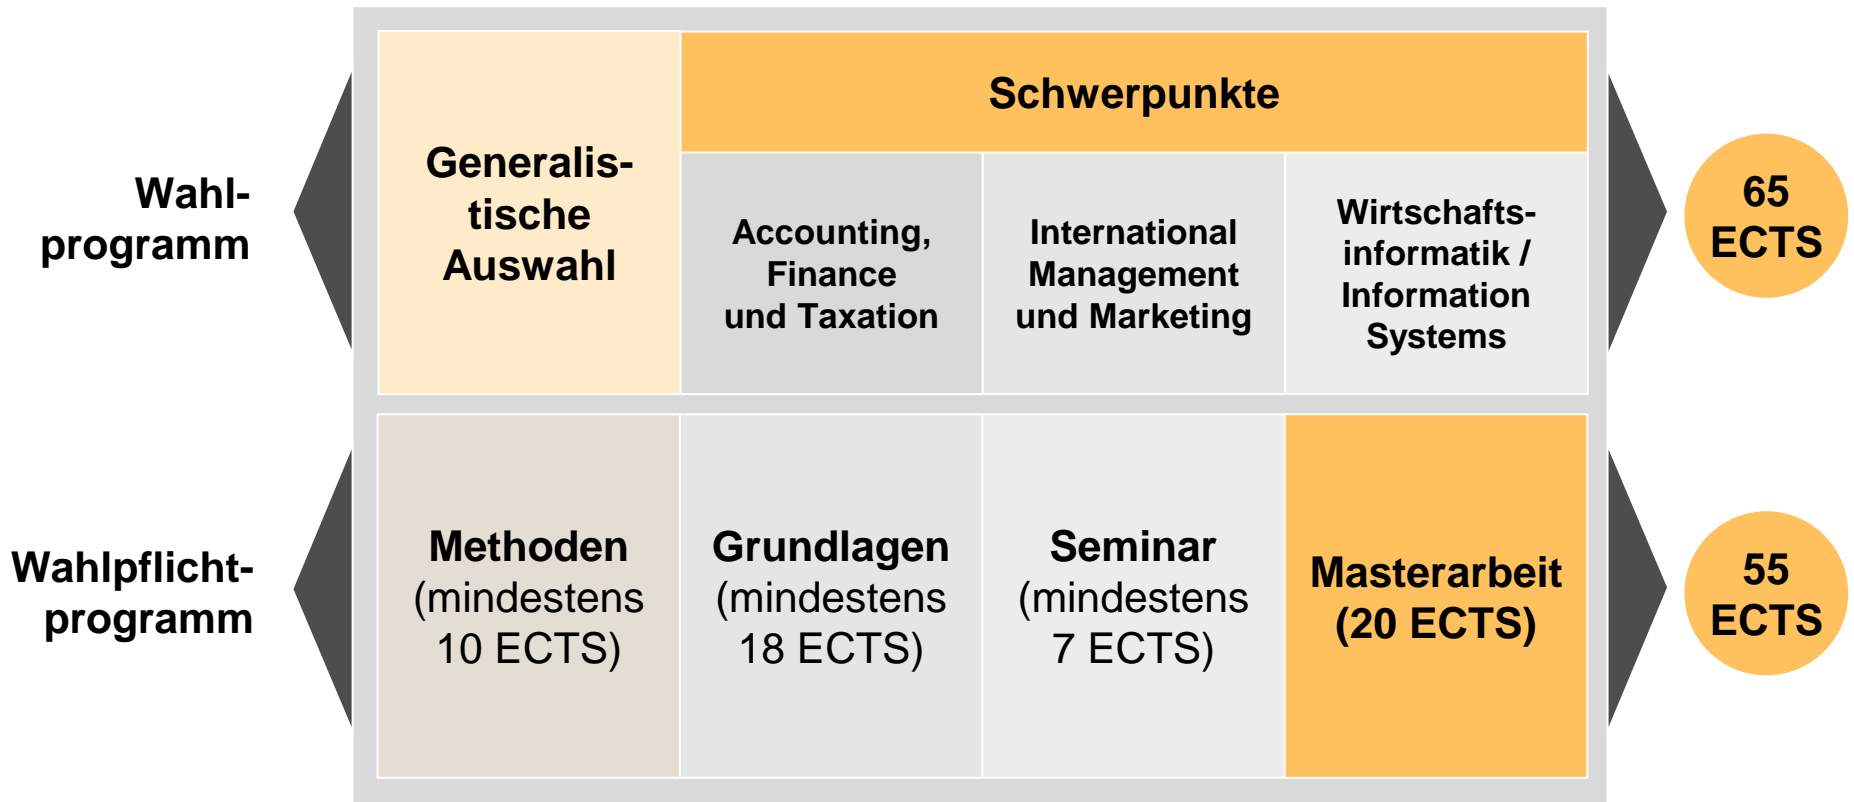 Wahl-
programm
Generalis-
tische
Auswahl
Schwerpunkte
Accounting,
Finance
und Taxation
International
Management
und Marketing
Wirtschafts-
informatik /
Information
Systems
65
ECTS
Wahlpflicht-
programm
Methoden
(mindestens
10 ECTS)
Grundlagen
(mindestens
18 ECTS)
Seminar
(mindestens
7 ECTS)
Masterarbeit
(20 ECTS)
55
ECTS